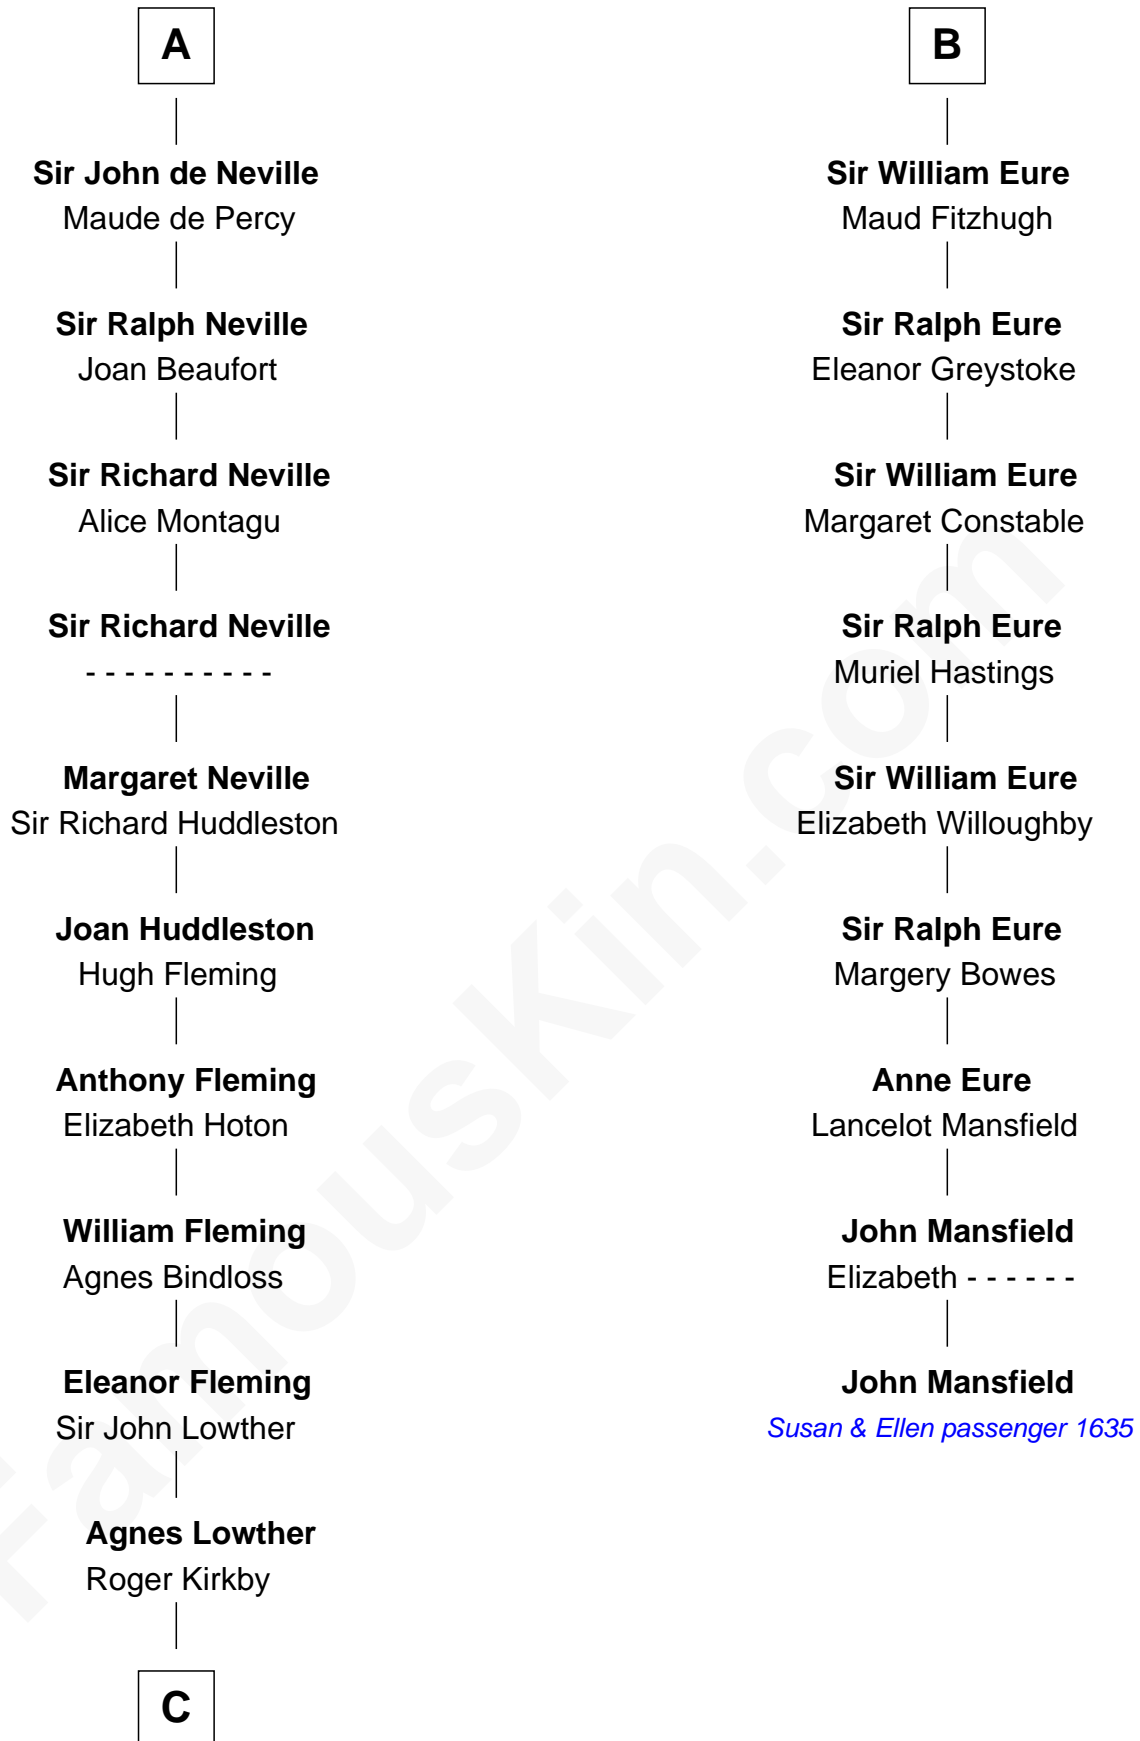 A
Sir John de Neville
Maude de Percy
Sir Ralph Neville
Joan Beaufort
Sir Richard Neville
Alice Montagu
Sir Richard Neville
- - - - - - - - - -
Margaret Neville
Sir Richard Huddleston
Joan Huddleston
Hugh Fleming
Anthony Fleming
Elizabeth Hoton
William Fleming
Agnes Bindloss
Eleanor Fleming
Sir John Lowther
Agnes Lowther
Roger Kirkby
C
B
Sir William Eure
Maud Fitzhugh
Sir Ralph Eure
Eleanor Greystoke
Sir William Eure
Margaret Constable
Sir Ralph Eure
Muriel Hastings
Sir William Eure
Elizabeth Willoughby
Sir Ralph Eure
Margery Bowes
Anne Eure
Lancelot Mansfield
John Mansfield
Elizabeth - - - - - -
John Mansfield
Susan & Ellen passenger 1635
FamousKin.com